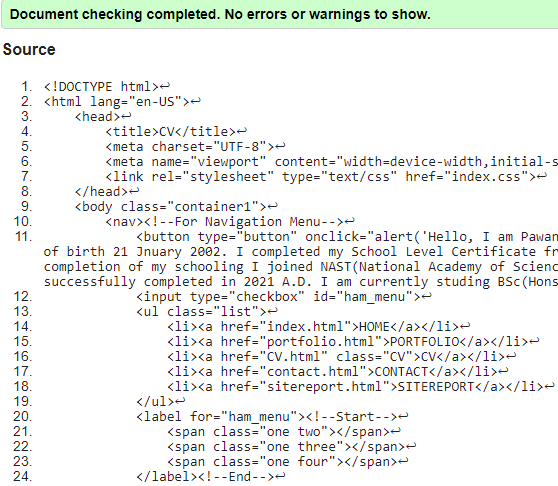 Document checking completed. No errors or warnings to show.
Source
1. <!DOCTYPE html>↩
2. <html lang="en-US">↩
3. <head>↩
4. <title>CV</title>↩
5. <meta charset="UTF-8">↩
6. <meta name="viewport" content="width=device-width,initial-s
7. <link rel="stylesheet" type="text/css" href="index.css">↩
8. </head>↩
9. <body class="container1">↩
10. <nav><!--For Navigation Menu-->↩
11. <button type="button" onclick="alert('Hello, I am Pawan
of birth 21 Jnuary 2002. I completed my School Level Certificate fr
completion of my schooling I joined NAST(National Academy of Scienc
successfully completed in 2021 A.D. I am currently studing BSc(Hons
12. <input type="checkbox" id="ham_menu">↩
13. <ul class="list">↩
14. <li><a href="index.html">HOME</a></li>↩
15. <li><a href="portfolio.html">PORTFOLIO</a></li>↩
16. <li><a href="CV.html" class="CV">CV</a></li>↩
17. <li><a href="contact.html">CONTACT</a></li>↩
18. <li><a href="sitereport.html">SITEREPORT</a></li>↩
19. </ul>↩
20. <label for="ham_menu"><!--Start-->↩
21. <span class="one two"></span>↩
22. <span class="one three"></span>↩
23. <span class="one four"></span>↩
24. </label><!--End-->↩